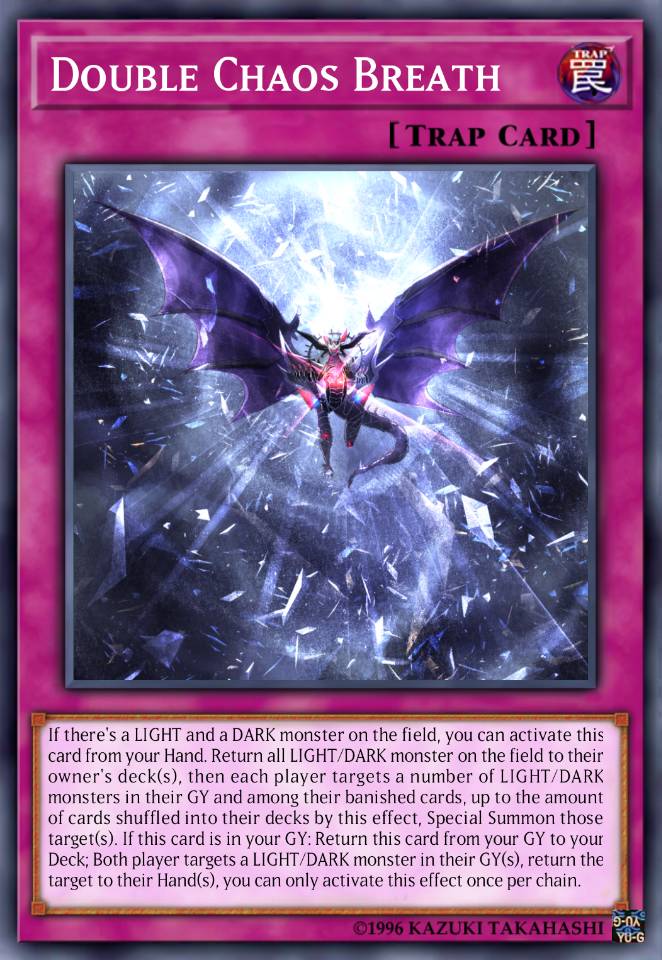 DOUBLE CHAOS BREATH
TRAP
罠
[TRAP CARD]
If there's a LIGHT and a DARK monster on the field, you can activate this
card from your Hand. Return all LIGHT/DARK monster on the field to their
owner's deck(s), then each player targets a number of LIGHT/DARK
monsters in their GY and among their banished cards, up to the amount
of cards shuffled into their decks by this effect, Special Summon those
target(s). If this card is in your GY: Return this card from your GY to your
Deck; Both player targets a LIGHT/DARK monster in their GY(s), return the
target to their Hand(s), you can only activate this effect once per chain.
©1996 KAZUKI TAKAHASHI